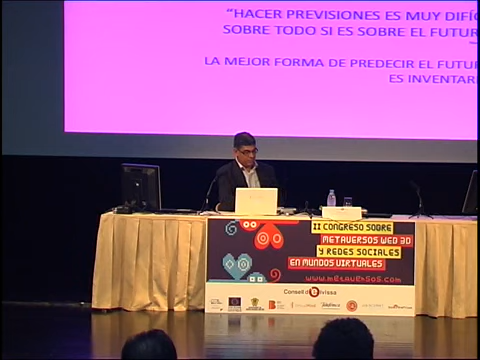 "HACER PREVISIONES ES MUY DIFÍC
SOBRE TODO SI ES SOBRE EL FUTUR
LA MEJOR FORMA DE PREDECIR EL FUTU
ES INVENTAR
II CONGRESO SOBRE
METAVERSOS WEB 3D
Y REDES SOCIALES
EN MUNDOS VIRTUALES
www.metaversos.com
Consell d'Eivissa